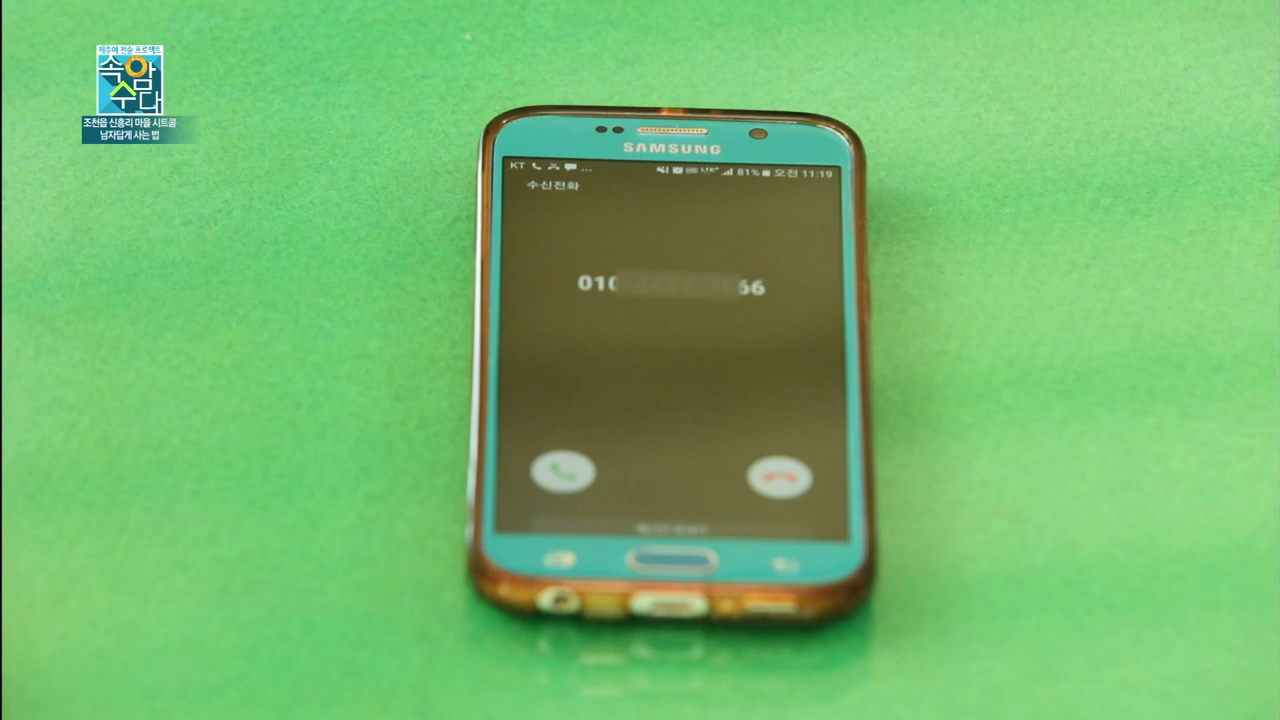 제주어 전승 프로젝트
속암수대
조천읍 신흥리 마을 시트콤
남자답게 사는 법
SAMSUNG
KT ... LTE 81% 오전 11:19
수신전화
010 66